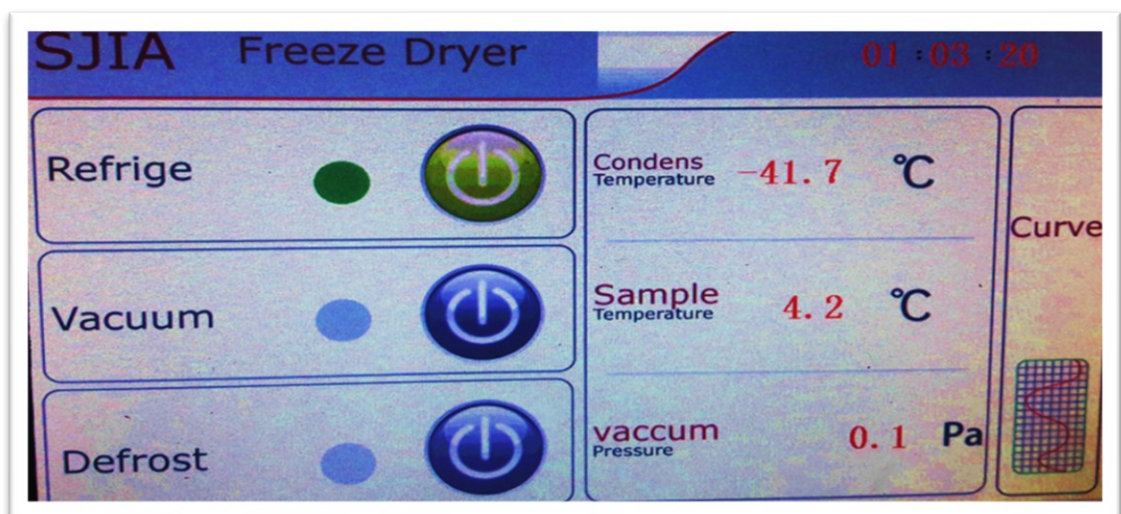 SJIA Freeze Dryer 01:03:20
Refrige
Condens
Temperature
-41.7 °C
Curve
Vacuum
Sample
Temperature
4.2 °C
Defrost
vaccum
Pressure
0.1 Pa